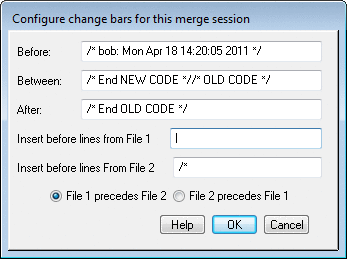 Configure change bars for this merge session
Before: /* bob: Mon Apr 18 14:20:05 2011 */
Between: /* End NEW CODE *//* OLD CODE */
After: /* End OLD CODE */
Insert before lines from File 1
Insert before lines From File 2 /*
File 1 precedes File 2 File 2 precedes File 1
Help OK Cancel